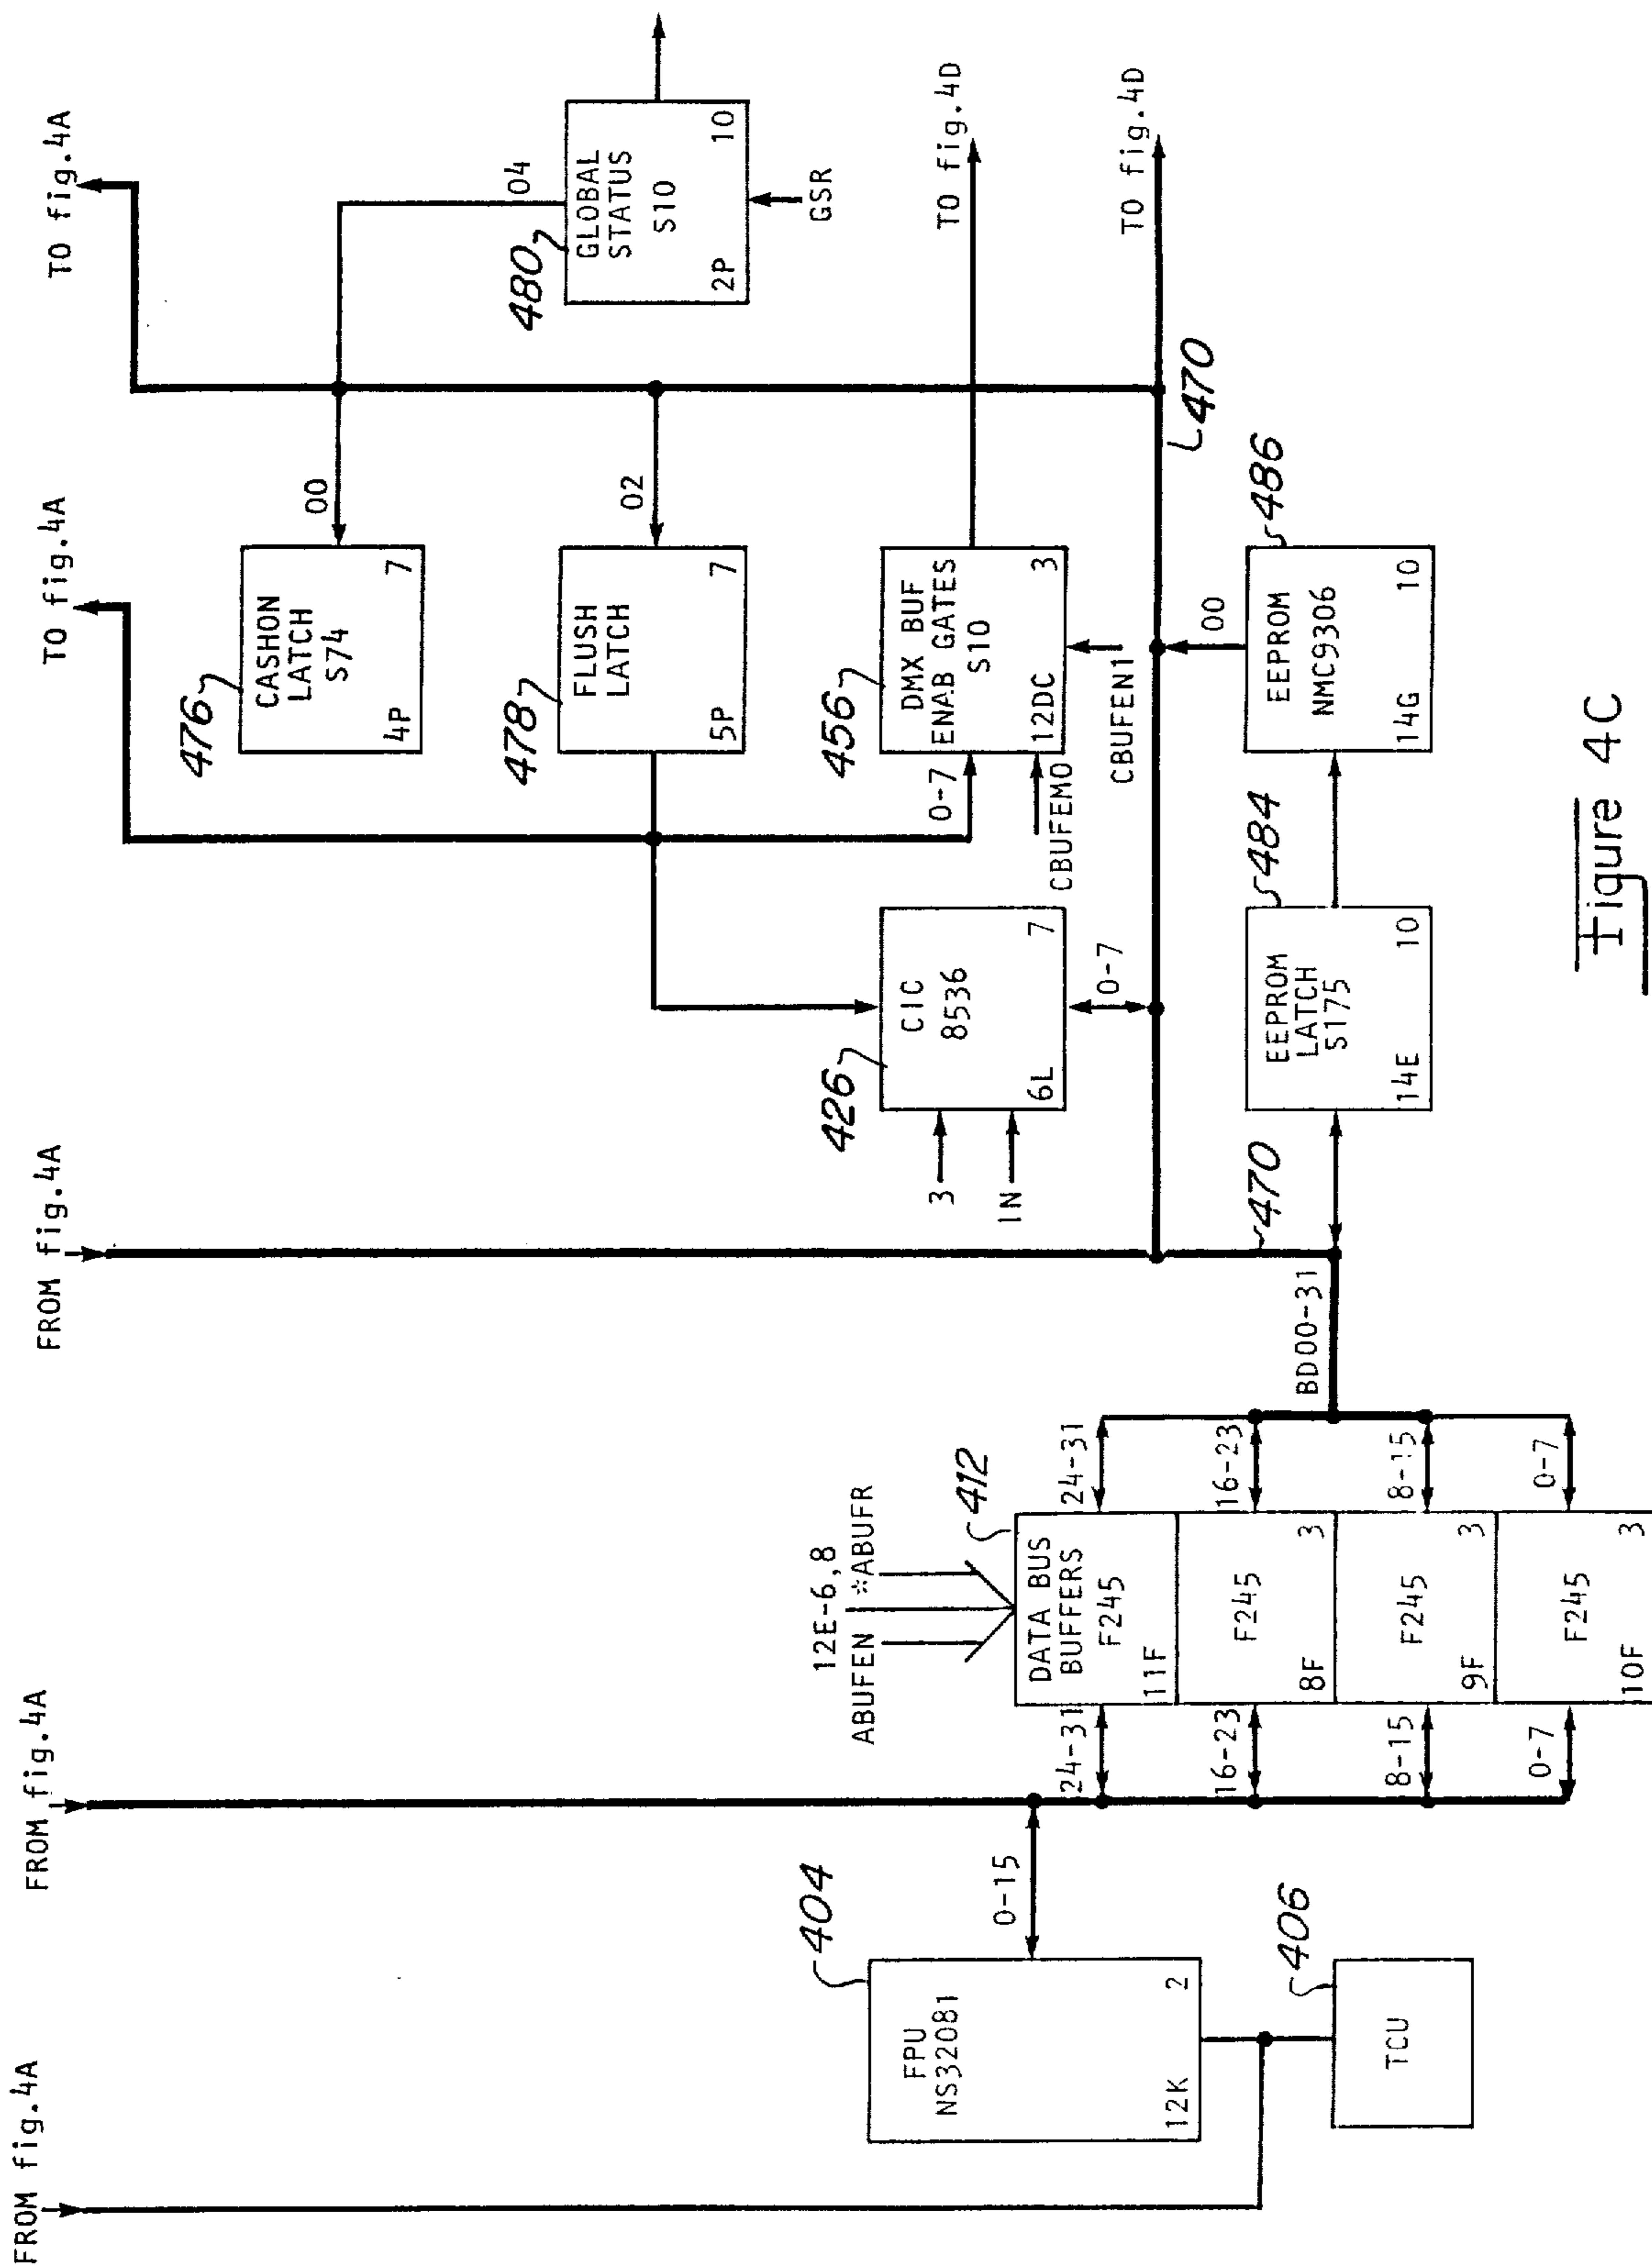 FROM fig.4A
FROM fig.4A
FROM fig.4A
TO fig.4A
TO fig.4A
404
FPU
NS32081
12K
2
0-15
406
TCU
12E-6,8
ABUFEN
*ABUFR
412
DATA BUS
BUFFERS
F245
11F
24-31
24-31
F245
8F
3
16-23
16-23
F245
9F
3
8-15
8-15
F245
10F
3
0-7
0-7
BD00-31
470
476
CASHON
LATCH
S74
4P
7
00
478
FLUSH
LATCH
5P
7
02
480
GLOBAL
STATUS
S10
2P
10
04
GSR
426
CIC
8536
6L
7
3
IN
0-7
456
DMX BUF
ENAB GATES
S10
12DC
3
0-7
CBUFEM0
CBUFEN1
TO fig.4D
TO fig.4D
470
484
EEPROM
LATCH
S175
14E
10
486
EEPROM
NMC9306
14G
10
00
Figure 4C